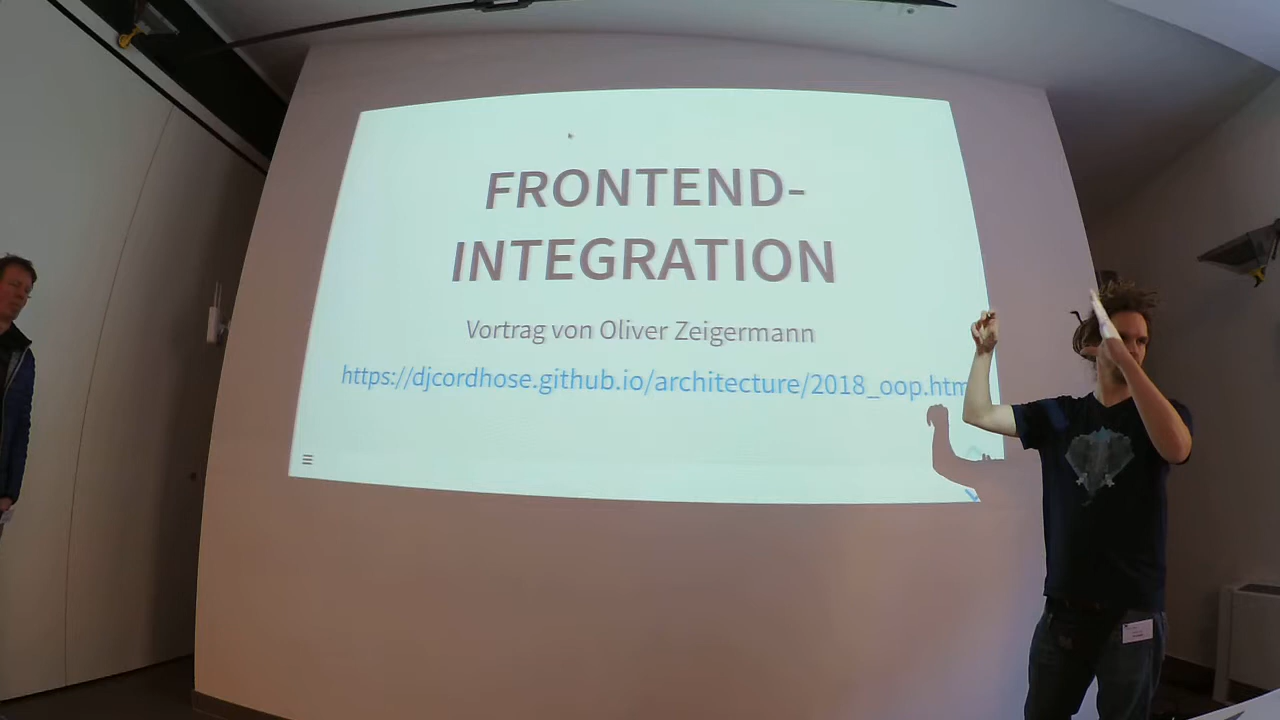 FRONTEND-
INTEGRATION
Vortrag von Oliver Zeigermann
https://djcordhose.github.io/architecture/2018_oop.htm